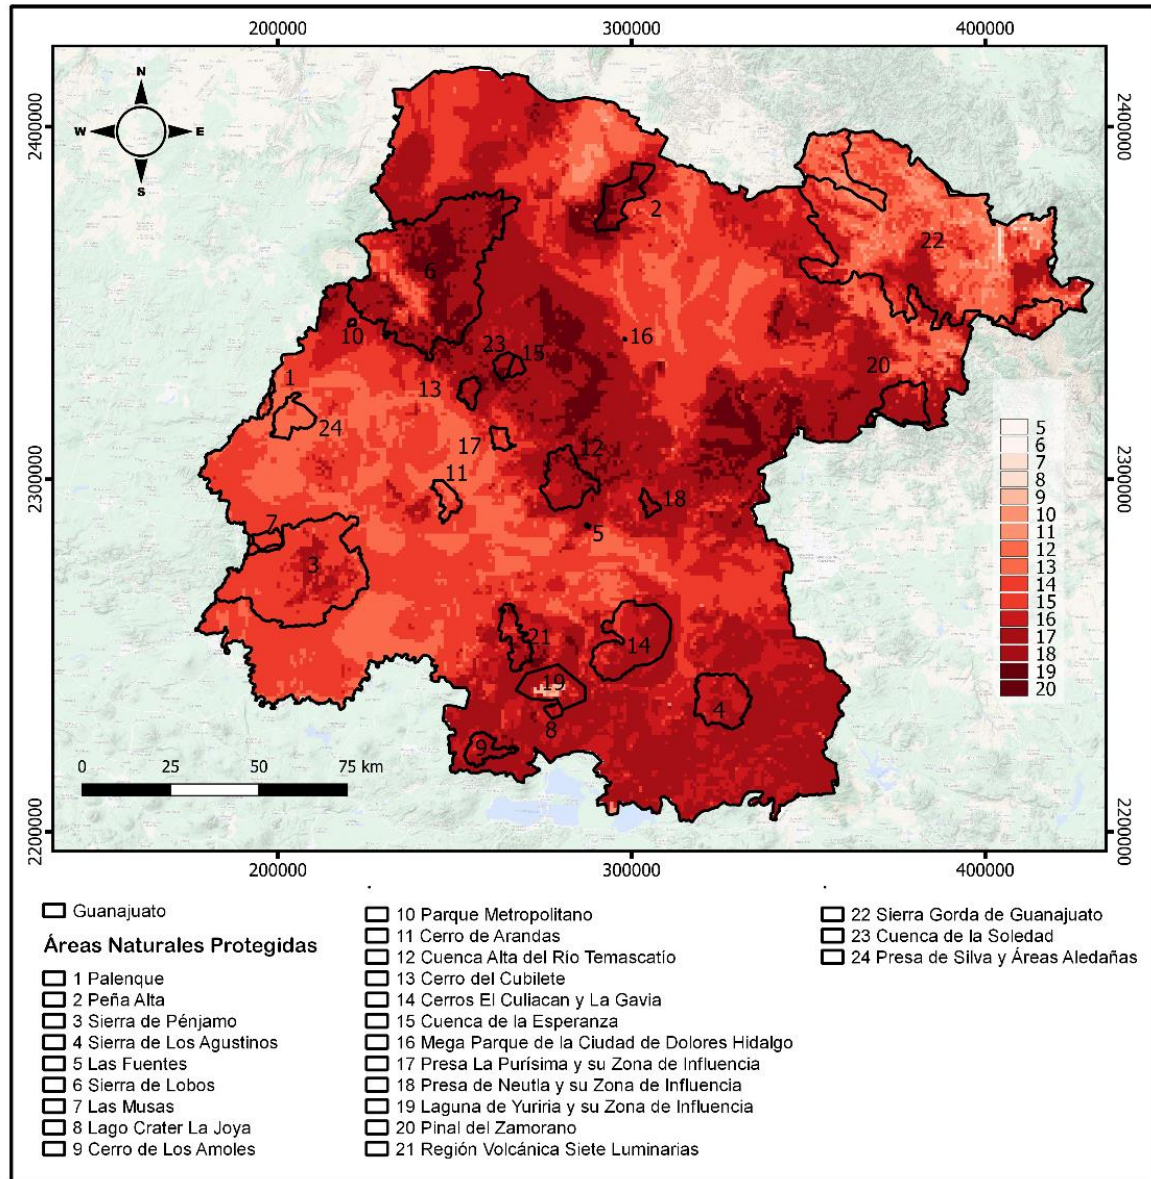 200000 300000 400000
N
W E
S
2400000 2400000
2
22
6
10
16
23 15
20
13
1
24
17
12
11
18
2300000 2300000
5
7
3
21
14
19
4
8
9
5
6
7
8
9
10
11
12
13
14
15
16
17
18
19
20
0 25 50 75 km
2200000 2200000
200000 300000 400000
Guanajuato
Áreas Naturales Protegidas
1 Palenque
2 Peña Alta
3 Sierra de Pénjamo
4 Sierra de Los Agustinos
5 Las Fuentes
6 Sierra de Lobos
7 Las Musas
8 Lago Crater La Joya
9 Cerro de Los Amoles
10 Parque Metropolitano
11 Cerro de Arandas
12 Cuenca Alta del Río Temascatío
13 Cerro del Cubilete
14 Cerros El Culiacan y La Gavia
15 Cuenca de la Esperanza
16 Mega Parque de la Ciudad de Dolores Hidalgo
17 Presa La Purísima y su Zona de Influencia
18 Presa de Neutla y su Zona de Influencia
19 Laguna de Yuriria y su Zona de Influencia
20 Pinal del Zamorano
21 Región Volcánica Siete Luminarias
22 Sierra Gorda de Guanajuato
23 Cuenca de la Soledad
24 Presa de Silva y Áreas Aledañas